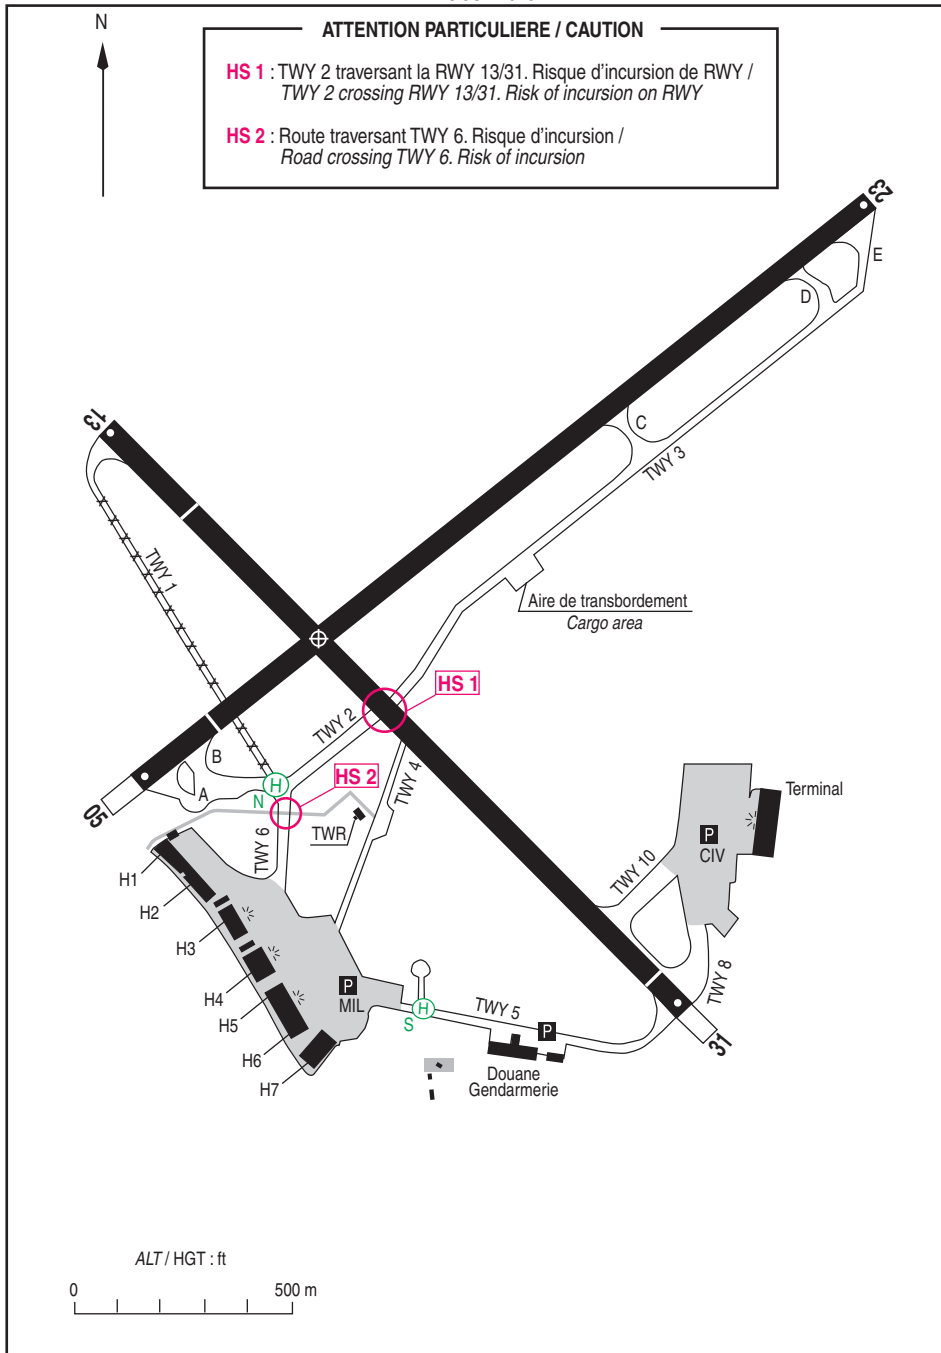 N
ATTENTION PARTICULIERE / CAUTION
HS 1 : TWY 2 traversant la RWY 13/31. Risque d'incursion de RWY /
TWY 2 crossing RWY 13/31. Risk of incursion on RWY
HS 2 : Route traversant TWY 6. Risque d'incursion /
Road crossing TWY 6. Risk of incursion
23
E
D
C
13
TWY 3
TWY 1
Aire de transbordement
Cargo area
HS 1
TWY 2
B
HS 2
H
A
N
05
TWY 4
TWR
TWY 6
Terminal
P
CIV
TWY 10
H1
H2
H3
H4
H5
H6
H7
P
MIL
TWY 8
H
S
TWY 5
P
31
Douane
Gendarmerie
ALT / HGT : ft
0 500 m